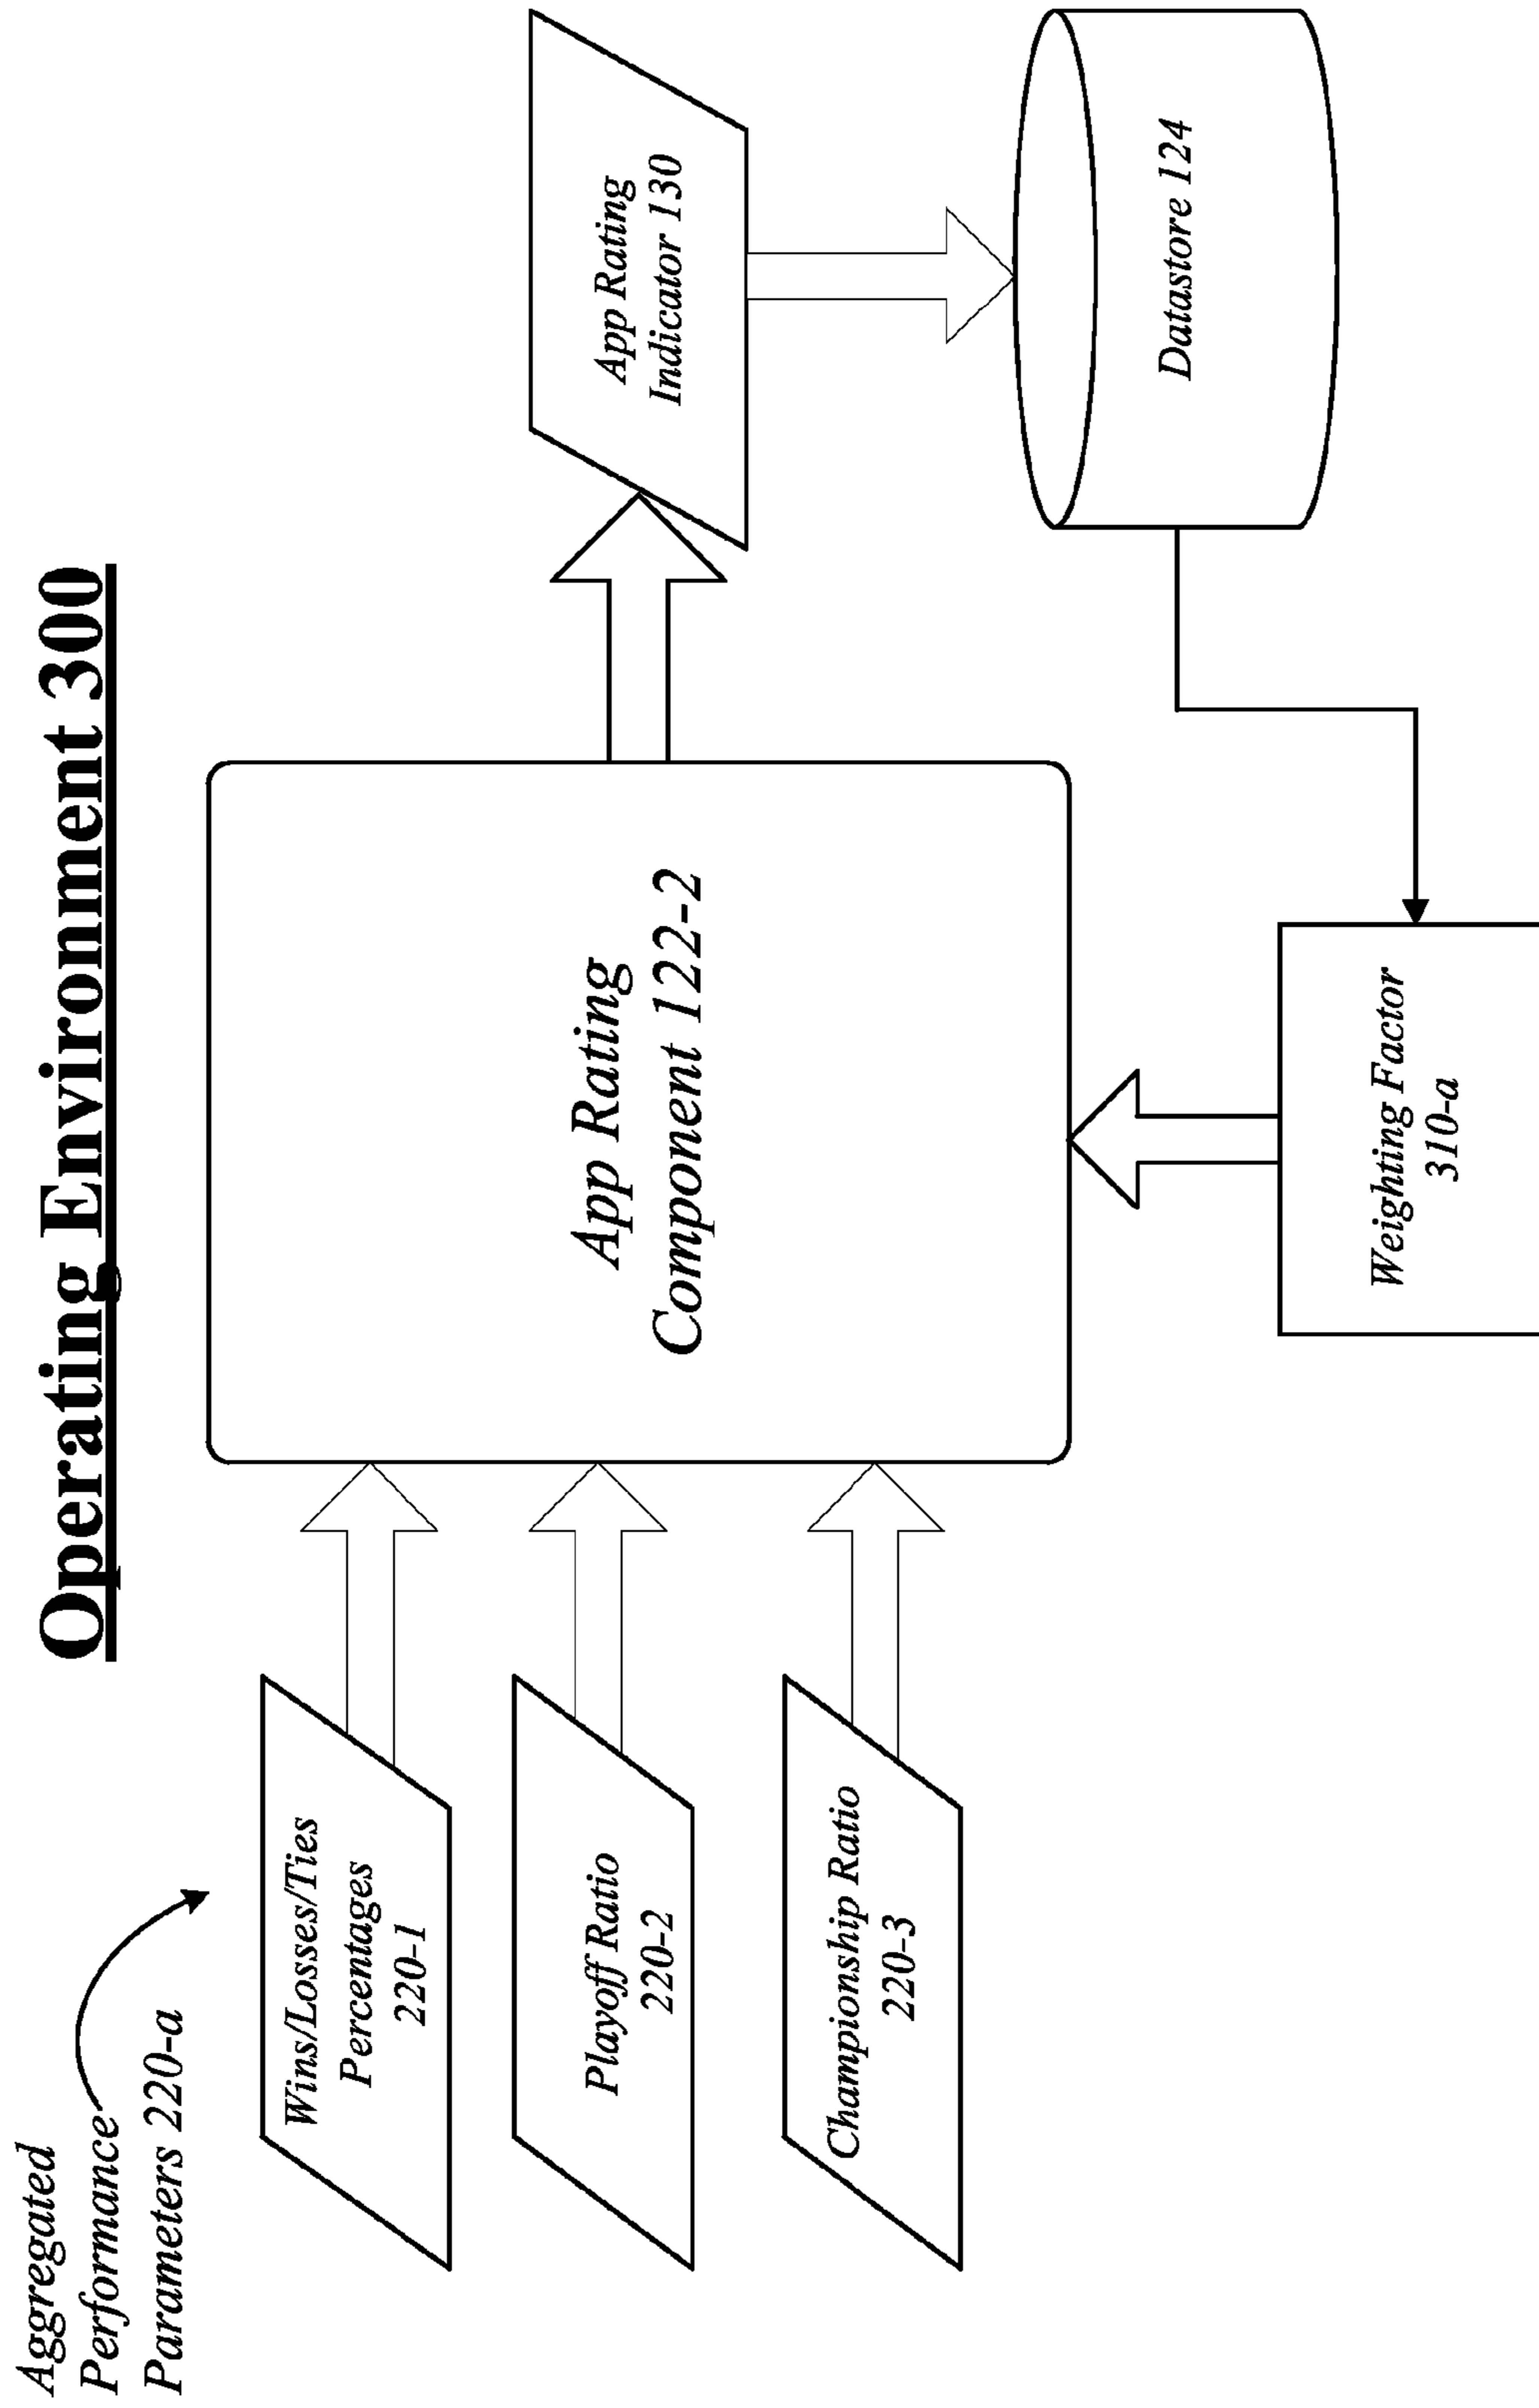 Operating Environment 300
Aggregated
Performance
Parameters 220-a
Wins/Losses/Ties
Percentages
220-1
Playoff Ratio
220-2
Championship Ratio
220-3
App Rating
Component 122-2
App Rating
Indicator 130
Datastore 124
Weighting Factor
310-a